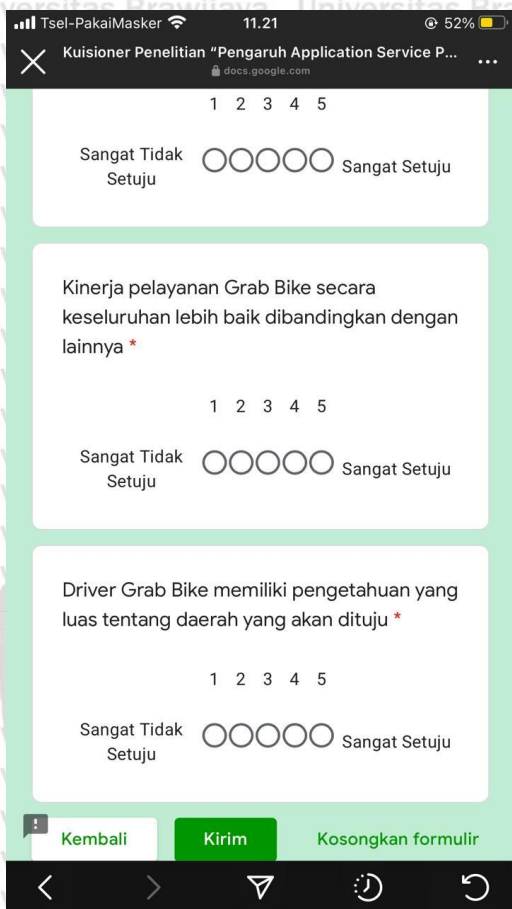 Tsel-PakaiMasker 11.21 52%
Kuisioner Penelitian “Pengaruh Application Service P...
docs.google.com
1 2 3 4 5
Sangat Tidak Setuju Sangat Setuju
Kinerja pelayanan Grab Bike secara
keseluruhan lebih baik dibandingkan dengan
lainnya *
1 2 3 4 5
Sangat Tidak Setuju Sangat Setuju
Driver Grab Bike memiliki pengetahuan yang
luas tentang daerah yang akan dituju *
1 2 3 4 5
Sangat Tidak Setuju Sangat Setuju
Kembali Kirim Kosongkan formulir